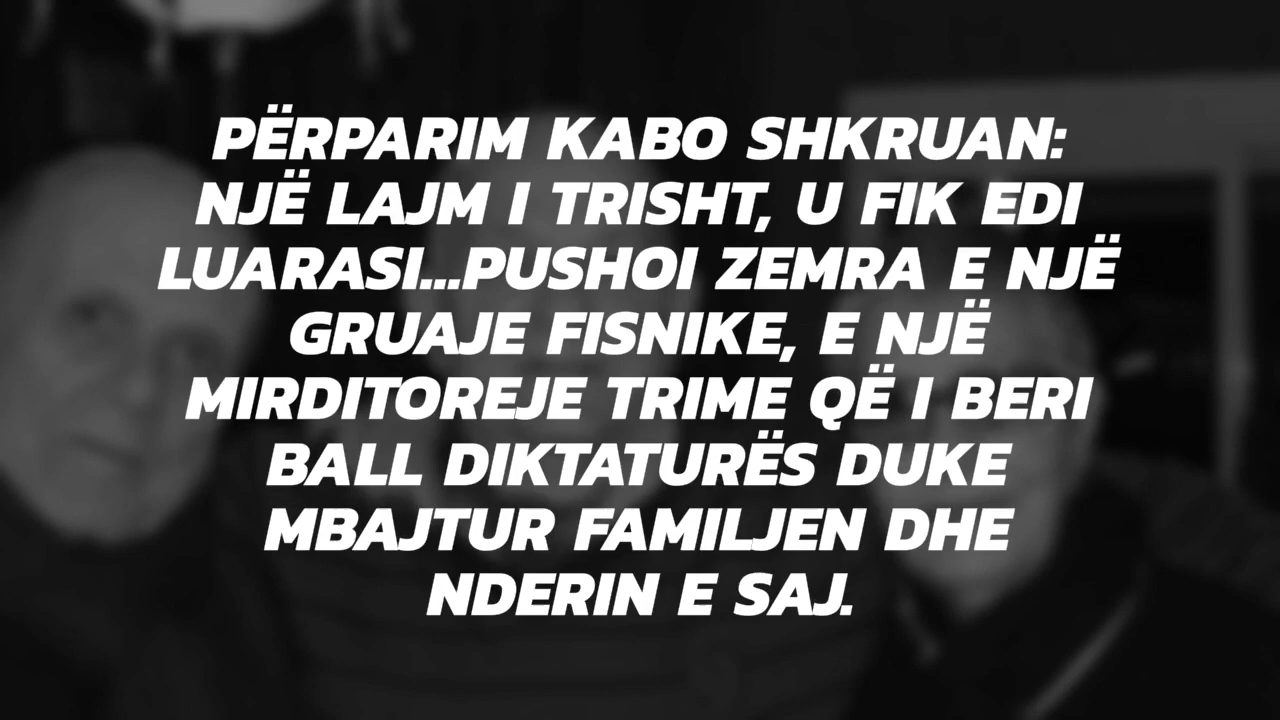 PËRPARIM KABO SHKRUAN:
NJË LAJM I TRISHT, U FIK EDI
LUARASI...PUSHOI ZEMRA E NJË
GRUAJE FISNIKE, E NJË
MIRDITOREJE TRIME QË I BERI
BALL DIKTATURËS DUKE
MBAJTUR FAMILJEN DHE
NDERIN E SAJ.